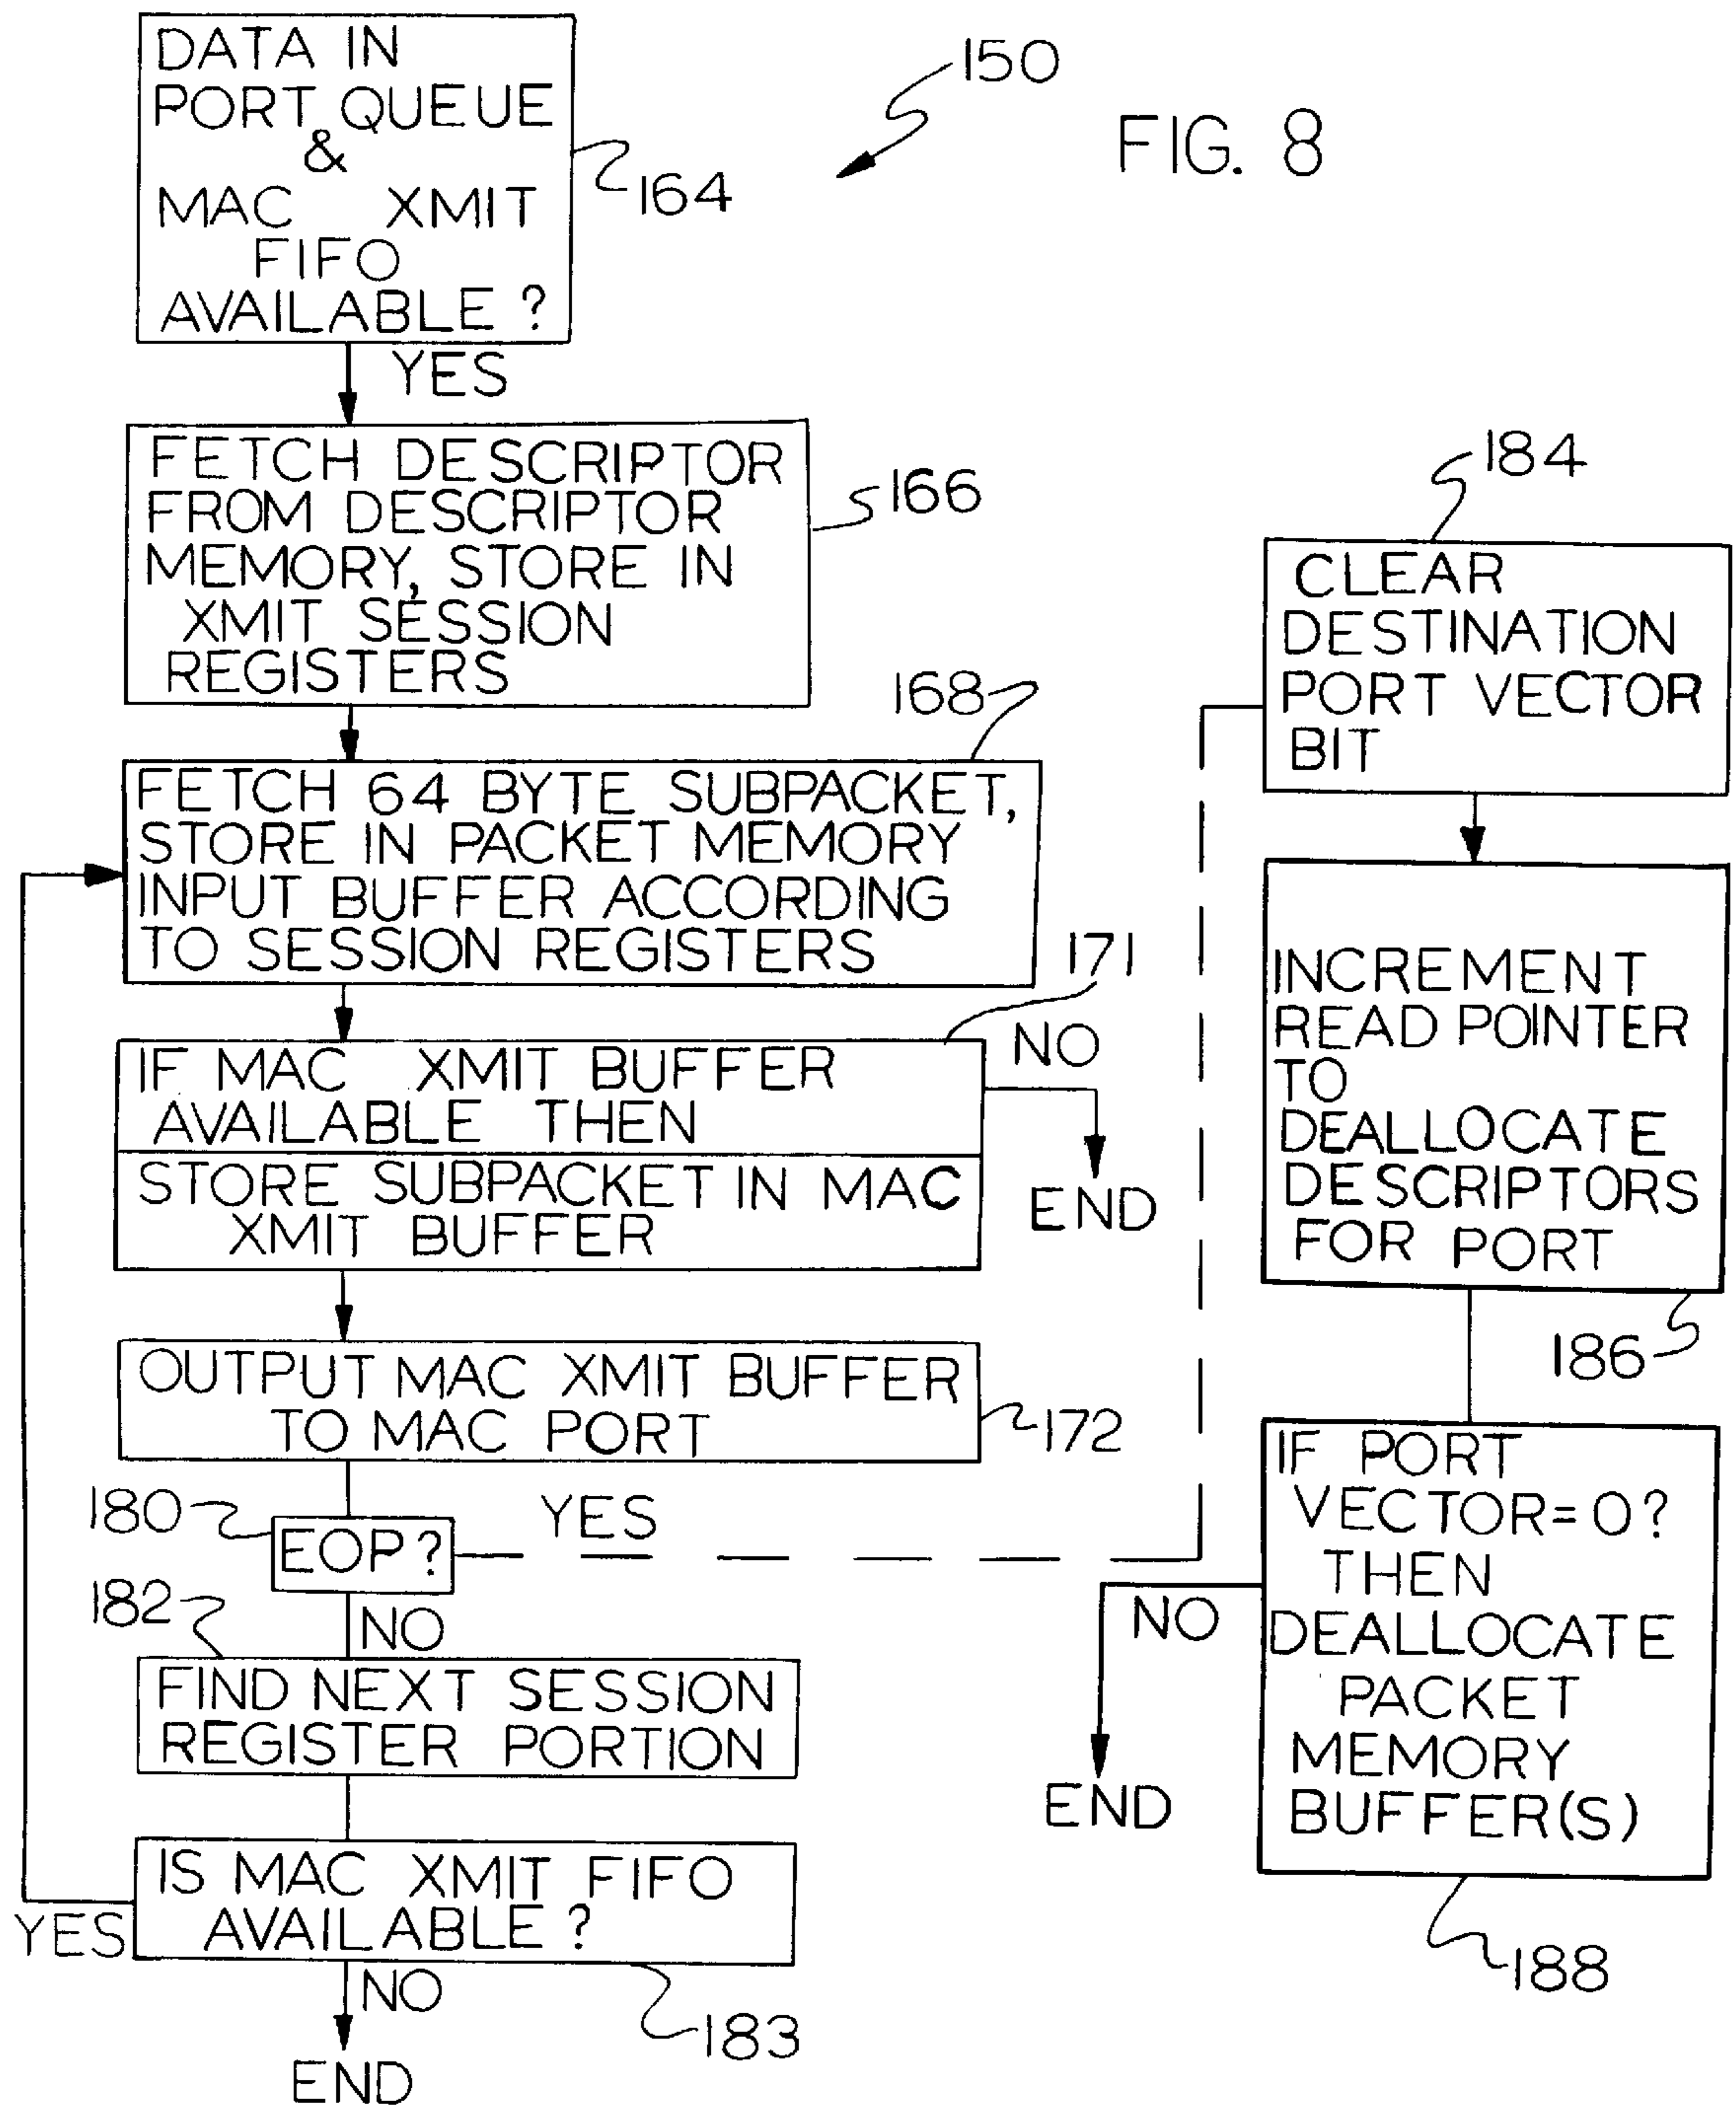 150
FIG. 8
DATA IN
PORT QUEUE
&
MAC XMIT
FIFO
AVAILABLE ?
164
YES
FETCH DESCRIPTOR
FROM DESCRIPTOR
MEMORY, STORE IN
XMIT SESSION
REGISTERS
166
168
FETCH 64 BYTE SUBPACKET,
STORE IN PACKET MEMORY
INPUT BUFFER ACCORDING
TO SESSION REGISTERS
171
IF MAC XMIT BUFFER
AVAILABLE THEN
NO
END
STORE SUBPACKET IN MAC
XMIT BUFFER
OUTPUT MAC XMIT BUFFER
TO MAC PORT
172
180
EOP ?
YES
NO
182
FIND NEXT SESSION
REGISTER PORTION
IS MAC XMIT FIFO
AVAILABLE ?
YES
NO
183
END
184
CLEAR
DESTINATION
PORT VECTOR
BIT
INCREMENT
READ POINTER
TO
DEALLOCATE
DESCRIPTORS
FOR PORT
186
IF PORT
VECTOR=0?
THEN
DEALLOCATE
PACKET
MEMORY
BUFFER(S)
NO
END
188